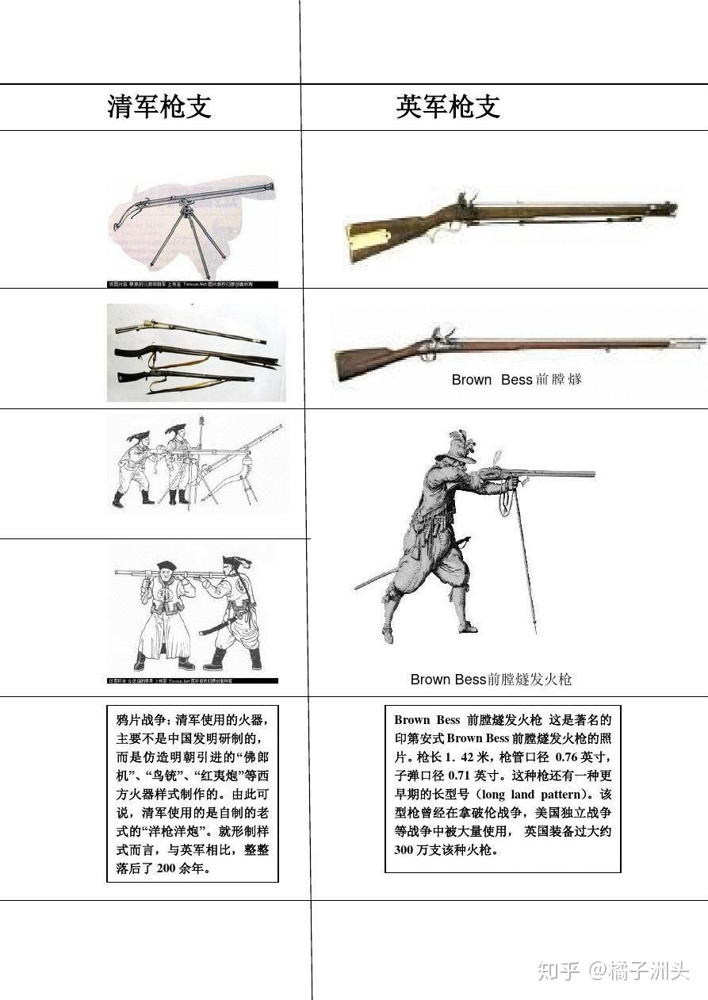 清军枪支
英军枪支
Brown Bess前膛燧
Brown Bess前膛燧发火枪
鸦片战争：清军使用的火器，
主要不是中国发明研制的，
而是仿造明朝引进的“佛郎
机”、“鸟铳”、“红夷炮”等西
方火器样式制作的。由此可
说，清军使用的是自制的老
式的“洋枪洋炮”。就形制样
式而言，与英军相比，整整
落后了 200 余年。
Brown Bess 前膛燧发火枪 这是著名的
印第安式 Brown Bess 前膛燧发火枪的照
片。枪长 1．42 米，枪管口径 0.76 英寸，
子弹口径 0.71 英寸。这种枪还有一种更
早期的长型号（long land pattern）。该
型枪曾经在拿破伦战争，美国独立战争
等战争中被大量使用， 英国装备过大约
300 万支该种火枪。
知乎 @橘子洲头